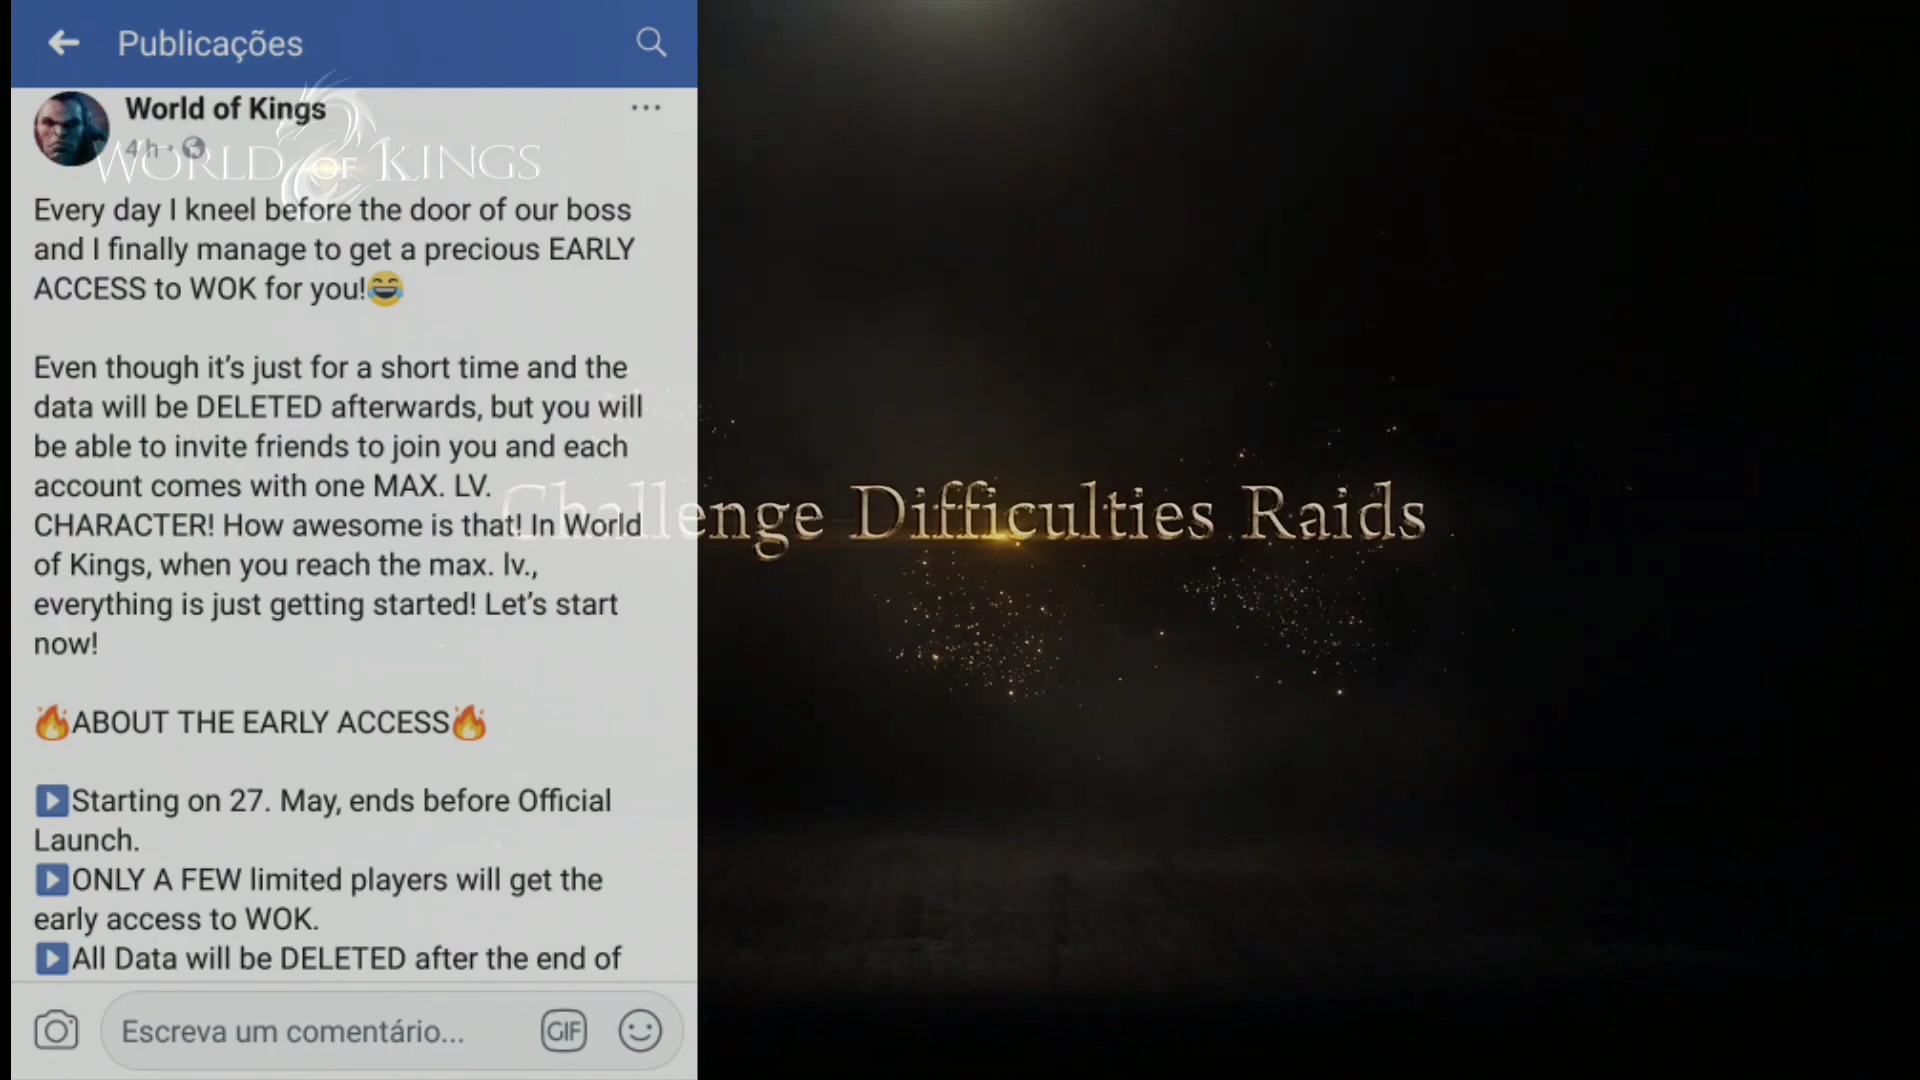 Publicações
World of Kings
4 h
WORLD OF KINGS
Every day I kneel before the door of our boss
and I finally manage to get a precious EARLY
ACCESS to WOK for you!😂
Even though it’s just for a short time and the
data will be DELETED afterwards, but you will
be able to invite friends to join you and each
account comes with one MAX. LV.
CHARACTER! How awesome is that! In World
of Kings, when you reach the max. lv.,
everything is just getting started! Let’s start
now!
🔥ABOUT THE EARLY ACCESS🔥
▶Starting on 27. May, ends before Official
Launch.
▶ONLY A FEW limited players will get the
early access to WOK.
▶All Data will be DELETED after the end of
Escreva um comentário...
GIF
Challenge Difficulties Raids